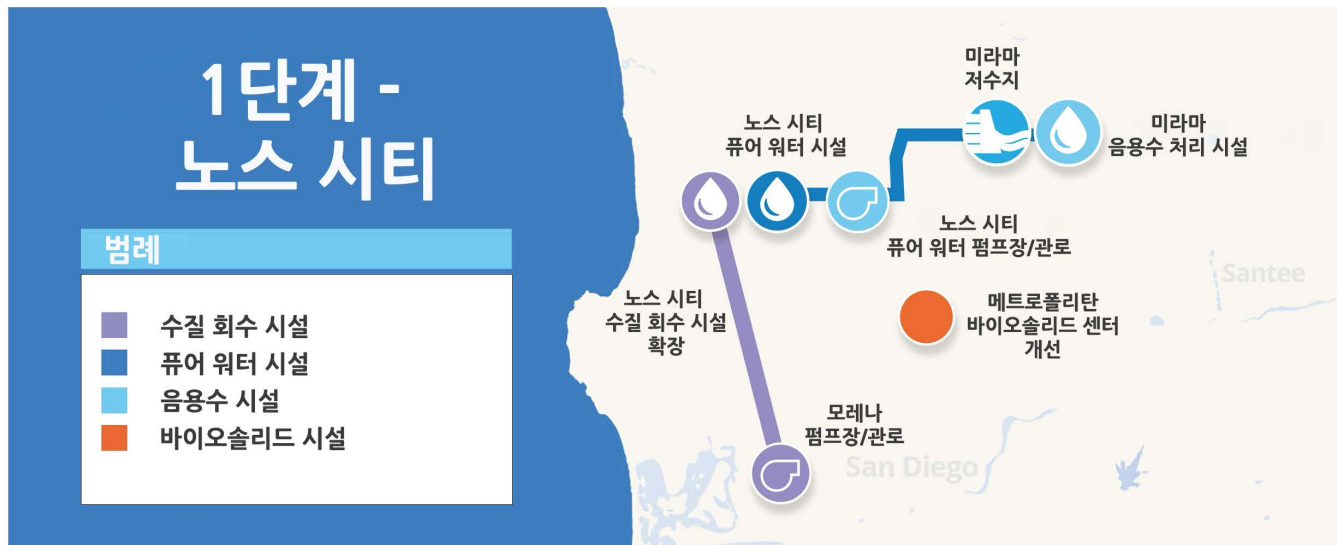 1단계 -
노스 시티
범례
수질 회수 시설
퓨어 워터 시설
음용수 시설
바이오솔리드 시설
미라마
저수지
노스 시티
퓨어 워터 시설
미라마
음용수 처리 시설
노스 시티
퓨어 워터 펌프장/관로
Santee
노스 시티
수질 회수 시설
확장
메트로폴리탄
바이오솔리드 센터
개선
모레나
펌프장/관로
San Diego